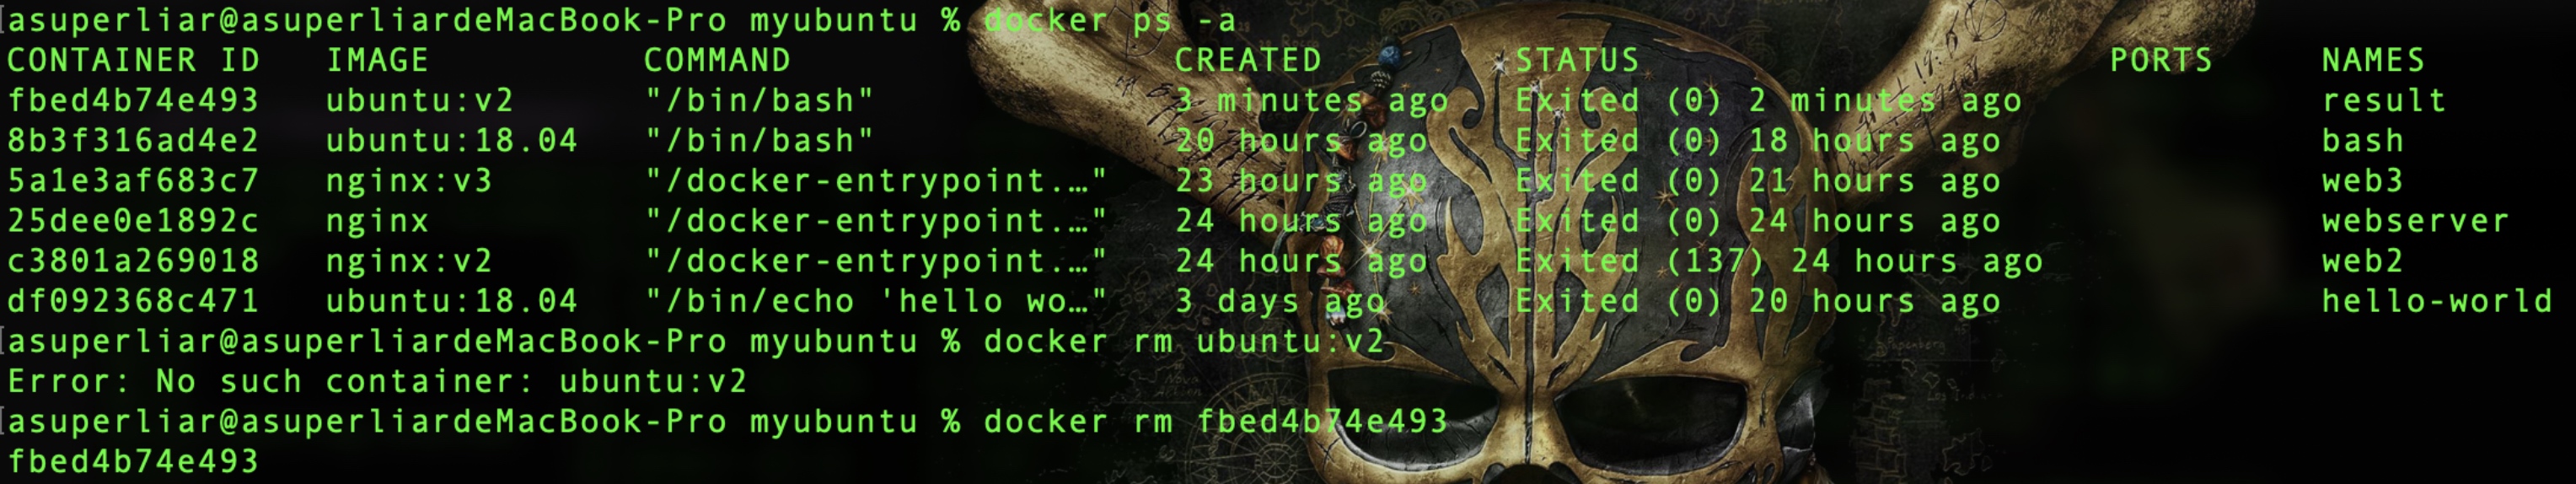 asuperliar@asuperliardeMacBook-Pro myubuntu % docker ps -a
CONTAINER ID   IMAGE          COMMAND                  CREATED         STATUS                      PORTS     NAMES
fbed4b74e493   ubuntu:v2      "/bin/bash"              3 minutes ago   Exited (0) 2 minutes ago              result
8b3f316ad4e2   ubuntu:18.04   "/bin/bash"              20 hours ago    Exited (0) 18 hours ago               bash
5a1e3af683c7   nginx:v3       "/docker-entrypoint.…"   23 hours ago    Exited (0) 21 hours ago               web3
25dee0e1892c   nginx          "/docker-entrypoint.…"   24 hours ago    Exited (0) 24 hours ago               webserver
c3801a269018   nginx:v2       "/docker-entrypoint.…"   24 hours ago    Exited (137) 24 hours ago             web2
df092368c471   ubuntu:18.04   "/bin/echo 'hello wo…"   3 days ago      Exited (0) 20 hours ago               hello-world
asuperliar@asuperliardeMacBook-Pro myubuntu % docker rm ubuntu:v2
Error: No such container: ubuntu:v2
asuperliar@asuperliardeMacBook-Pro myubuntu % docker rm fbed4b74e493
fbed4b74e493